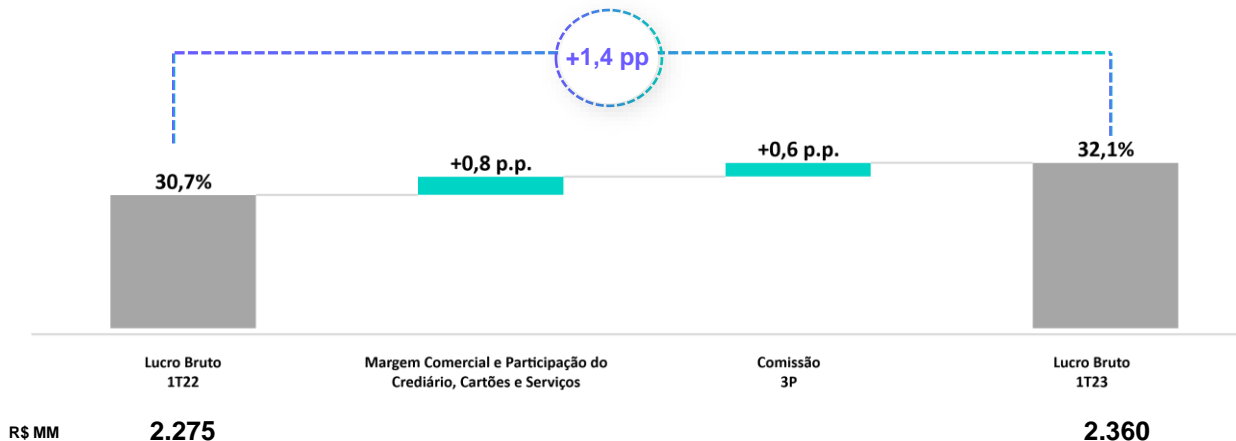 +1,4 pp
30,7%
+0,8 p.p.
+0,6 p.p.
32,1%
Lucro Bruto
1T22
Margem Comercial e Participação do
Crediário, Cartões e Serviços
Comissão
3P
Lucro Bruto
1T23
R$ MM
2.275
2.360